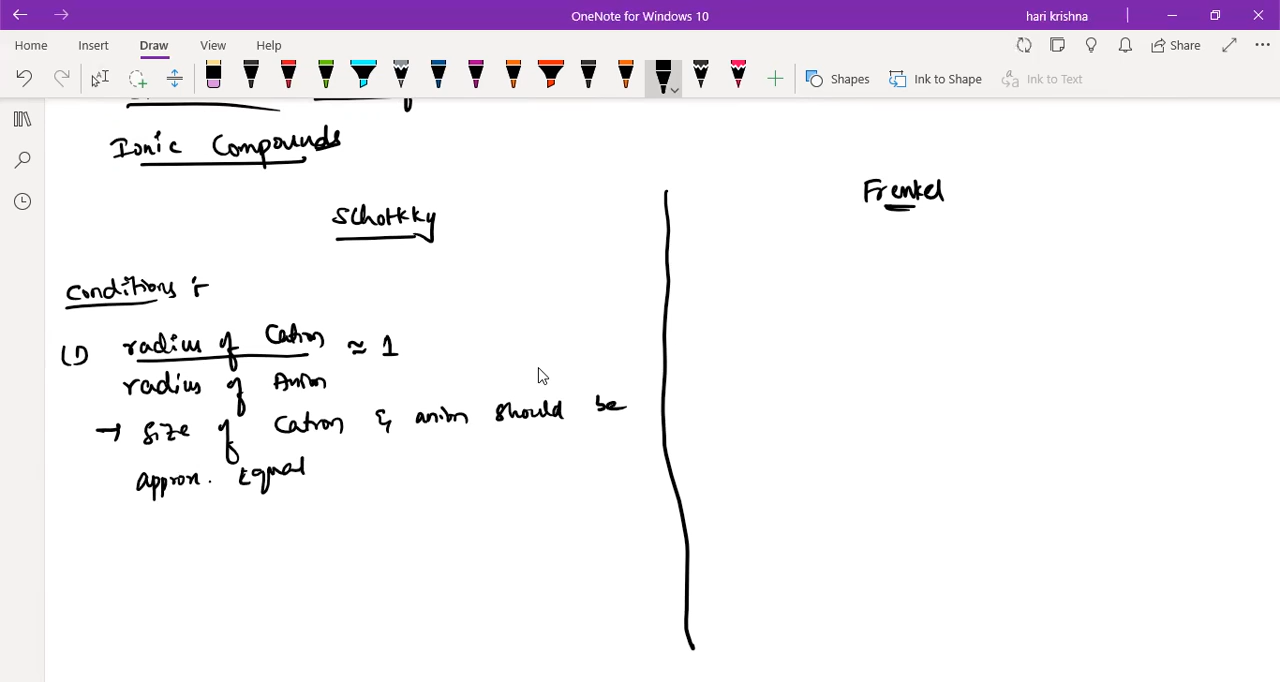 OneNote for Windows 10
hari krishna
Home Insert Draw View Help
Share
Shapes
Ink to Shape
Ink to Text
Ionic Compounds
Schottky
Frenkel
Conditions :-
(1) radius of Cation ≈ 1
radius of Anion
→ size of Cation & anion should be
approx. Equal